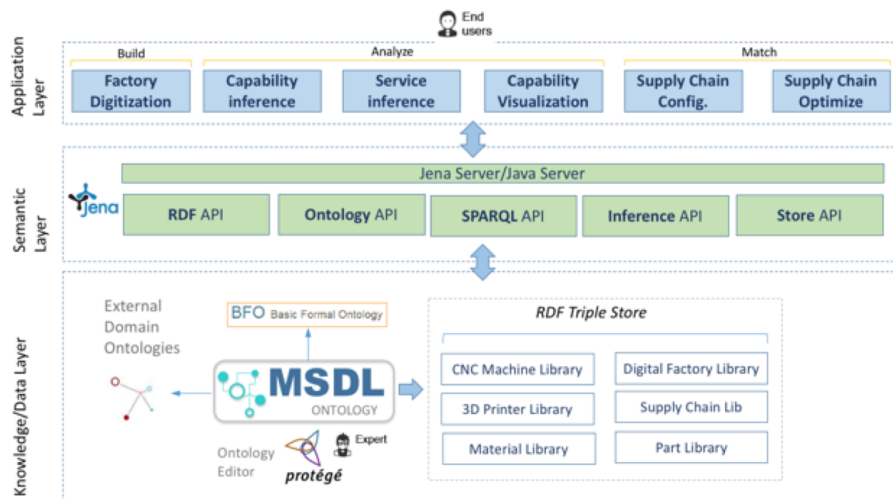 End
users
Build
Analyze
Match
Application
Layer
Factory
Digitization
Capability
inference
Service
inference
Capability
Visualization
Supply Chain
Config.
Supply Chain
Optimize
Semantic
Layer
Jena
Jena Server/Java Server
RDF API
Ontology API
SPARQL API
Inference API
Store API
Knowledge/Data Layer
External
Domain
Ontologies
BFO Basic Formal Ontology
MSDL
ONTOLOGY
Ontology
Editor
protégé
Expert
RDF Triple Store
CNC Machine Library
Digital Factory Library
3D Printer Library
Supply Chain Lib
Material Library
Part Library